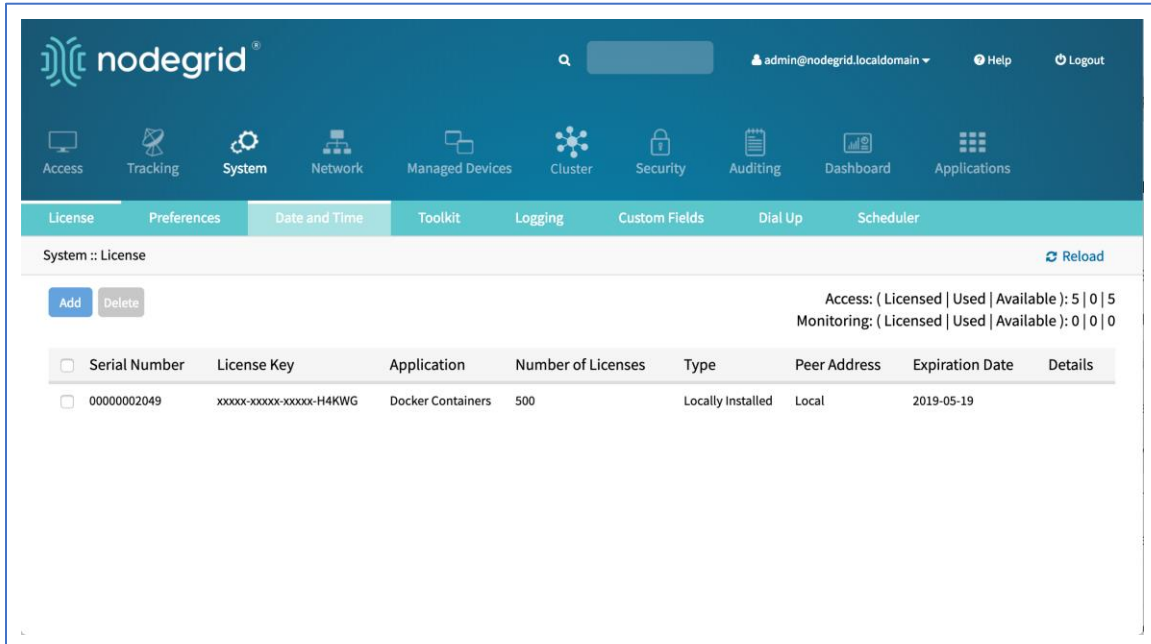 nodegrid®
admin@nodegrid.localdomain Help Logout
Access Tracking System Network Managed Devices Cluster Security Auditing Dashboard Applications
License Preferences Date and Time Toolkit Logging Custom Fields Dial Up Scheduler
System :: License Reload
Add Delete
Access: ( Licensed | Used | Available ): 5 | 0 | 5
Monitoring: ( Licensed | Used | Available ): 0 | 0 | 0
Serial Number License Key Application Number of Licenses Type Peer Address Expiration Date Details
00000002049 xxxxx-xxxxx-xxxxx-H4KWG Docker Containers 500 Locally Installed Local 2019-05-19